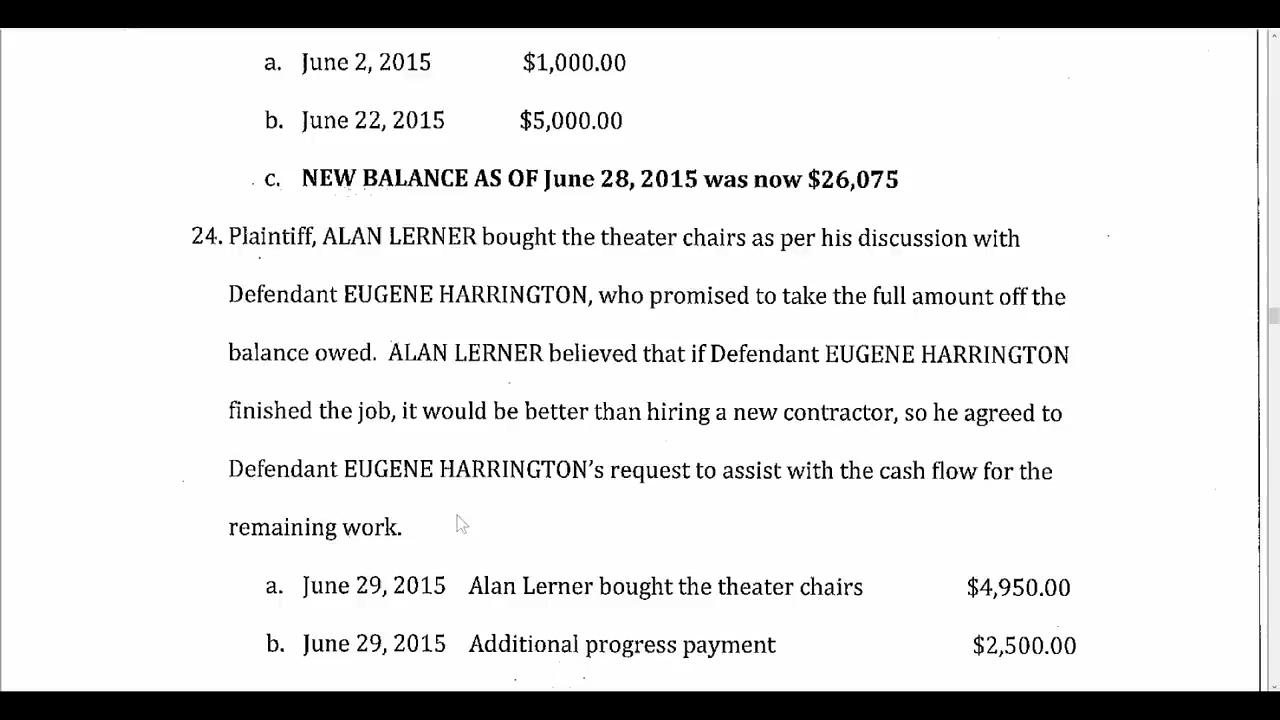 a. June 2, 2015 $1,000.00
b. June 22, 2015 $5,000.00
c. NEW BALANCE AS OF June 28, 2015 was now $26,075
24. Plaintiff, ALAN LERNER bought the theater chairs as per his discussion with
Defendant EUGENE HARRINGTON, who promised to take the full amount off the
balance owed. ALAN LERNER believed that if Defendant EUGENE HARRINGTON
finished the job, it would be better than hiring a new contractor, so he agreed to
Defendant EUGENE HARRINGTON's request to assist with the cash flow for the
remaining work.
a. June 29, 2015 Alan Lerner bought the theater chairs $4,950.00
b. June 29, 2015 Additional progress payment $2,500.00